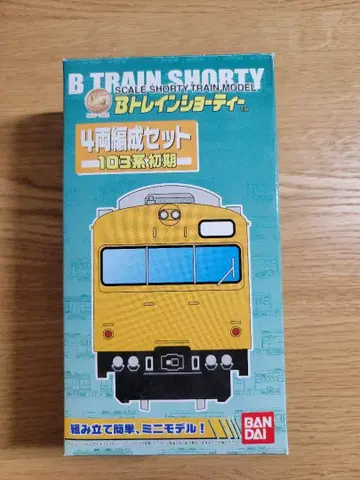 B TRAIN SHORTY
SCALE SHORTY TRAIN MODEL
Bトレインショーティー
4両編成セット
103系初期
組み立て簡単、ミニモデル!
BAN
DAI